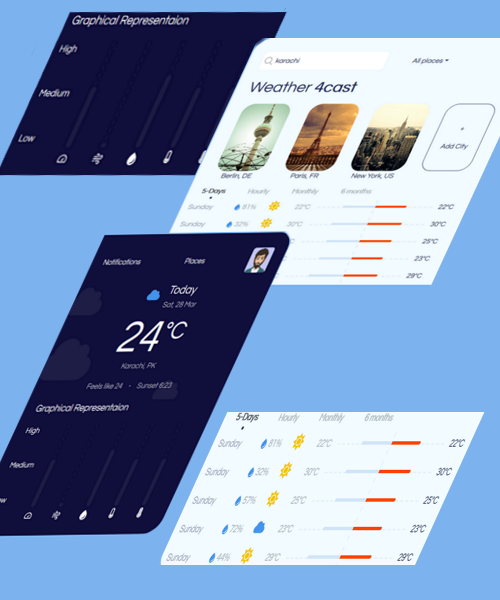 Graphical Representaion
High
Medium
Low
karachi
All places
Weather 4cast
Berlin, DE
Paris, FR
New York, US
+
Add City
5-Days Hourly Monthly 6 months
Sunday 81% 22°C 22°C
Sunday 32% 30°C 30°C
25°C
23°C
29°C
Notifications Places
Today
Sat, 28 Mar
24°C
Karachi, PK
Feels like 24 • Sunset 6:23
Graphical Representaion
High
Medium
ow
5-Days Hourly Monthly 6 months
Sunday 81% 22°C 22°C
Sunday 32% 30°C 30°C
Sunday 57% 25°C 25°C
Sunday 72% 23°C 23°C
Sunday 44% 29°C 29°C